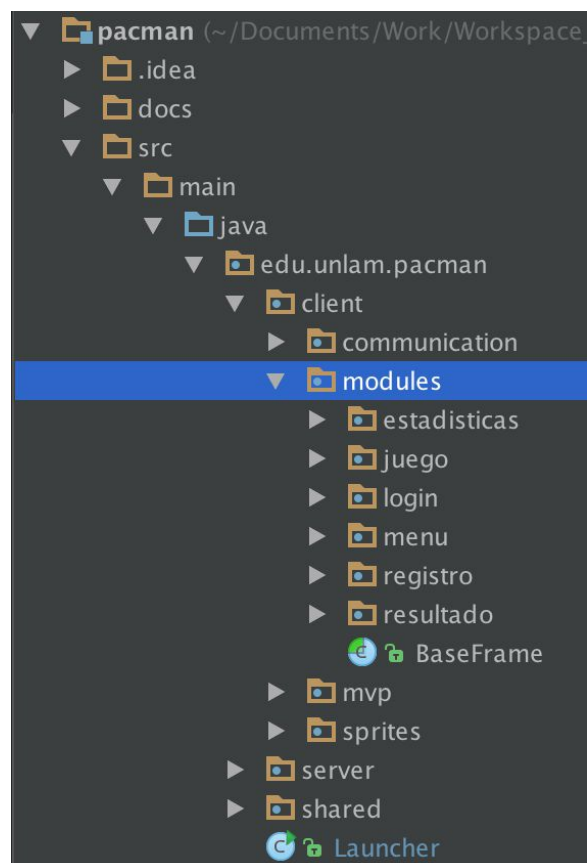 pacman (~/Documents/Work/Workspace_
.idea
docs
src
main
java
edu.unlam.pacman
client
communication
modules
estadisticas
juego
login
menu
registro
resultado
BaseFrame
mvp
sprites
server
shared
Launcher